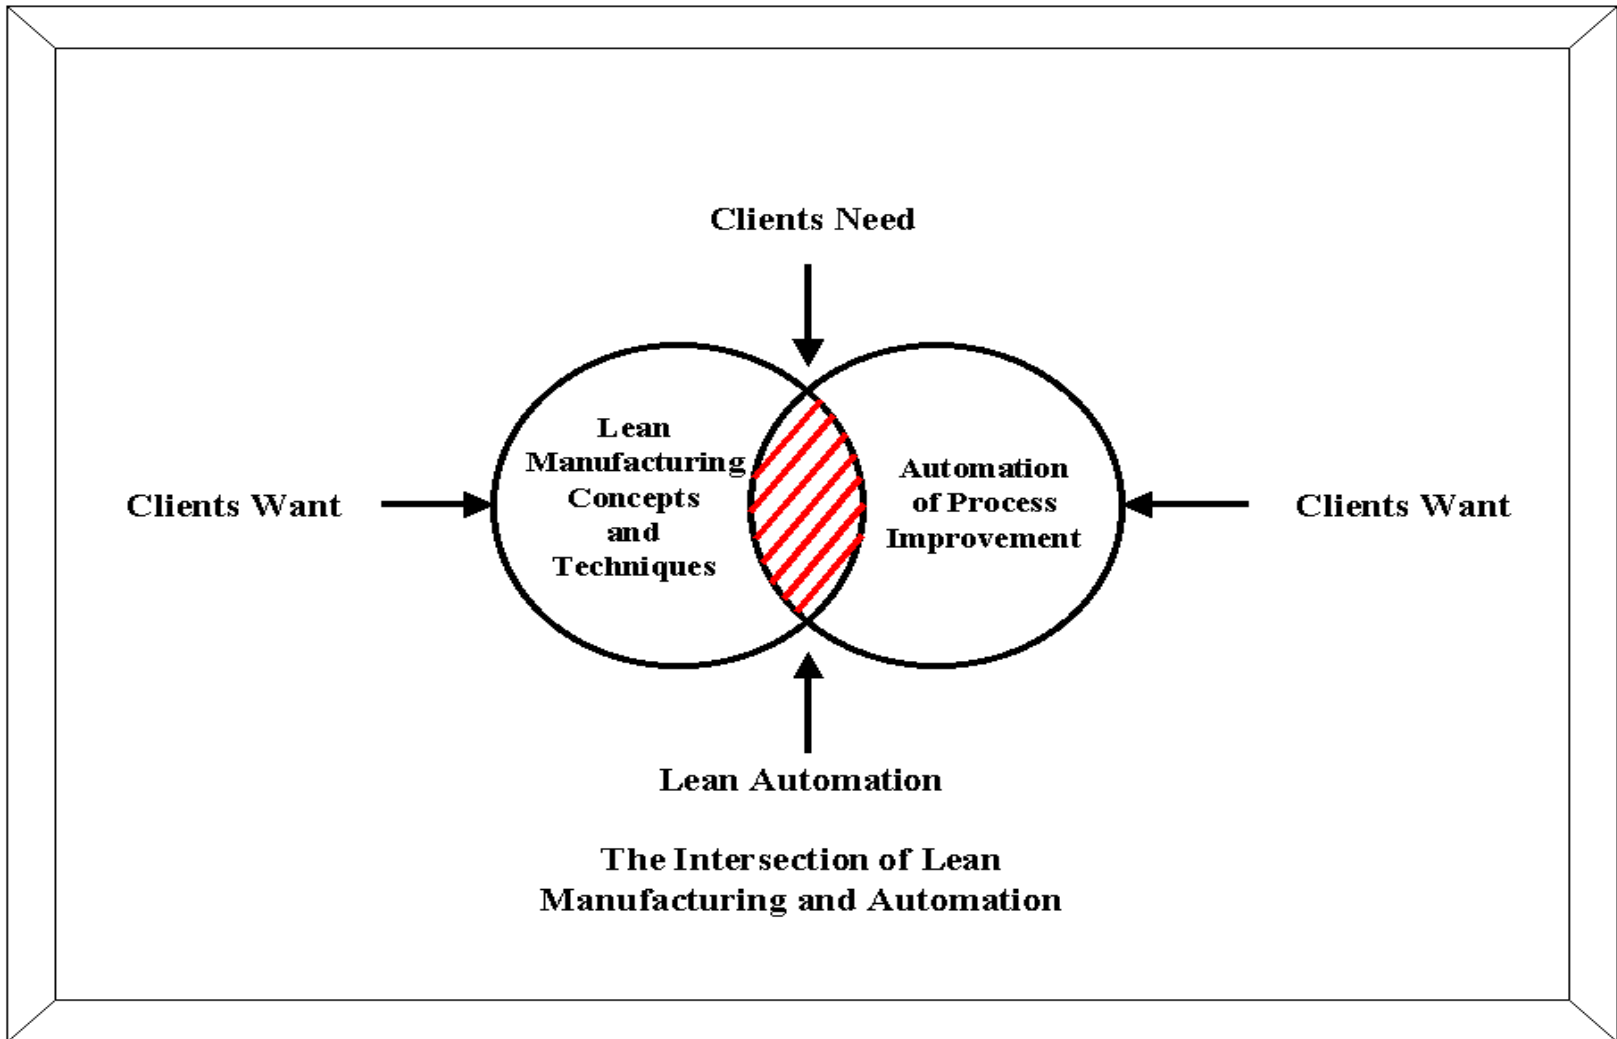 Clients Need
Lean
Manufacturing
Concepts
and
Techniques
Automation
of Process
Improvement
Clients Want
Clients Want
Lean Automation
The Intersection of Lean
Manufacturing and Automation